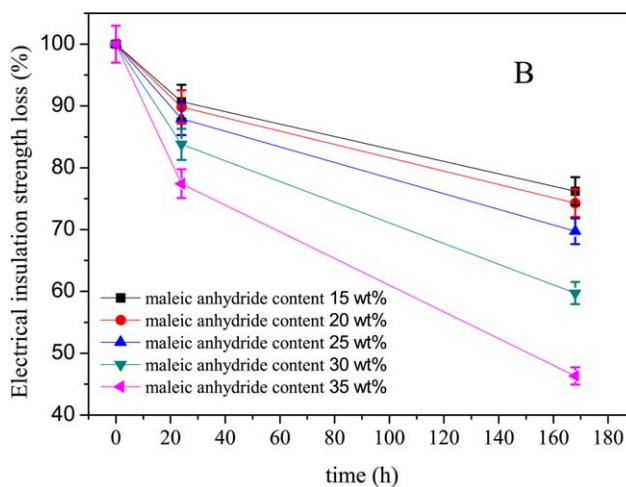 B
Electrical insulation strength loss (%)
100
90
80
70
60
50
40
maleic anhydride content 15 wt%
maleic anhydride content 20 wt%
maleic anhydride content 25 wt%
maleic anhydride content 30 wt%
maleic anhydride content 35 wt%
0 20 40 60 80 100 120 140 160 180
time (h)